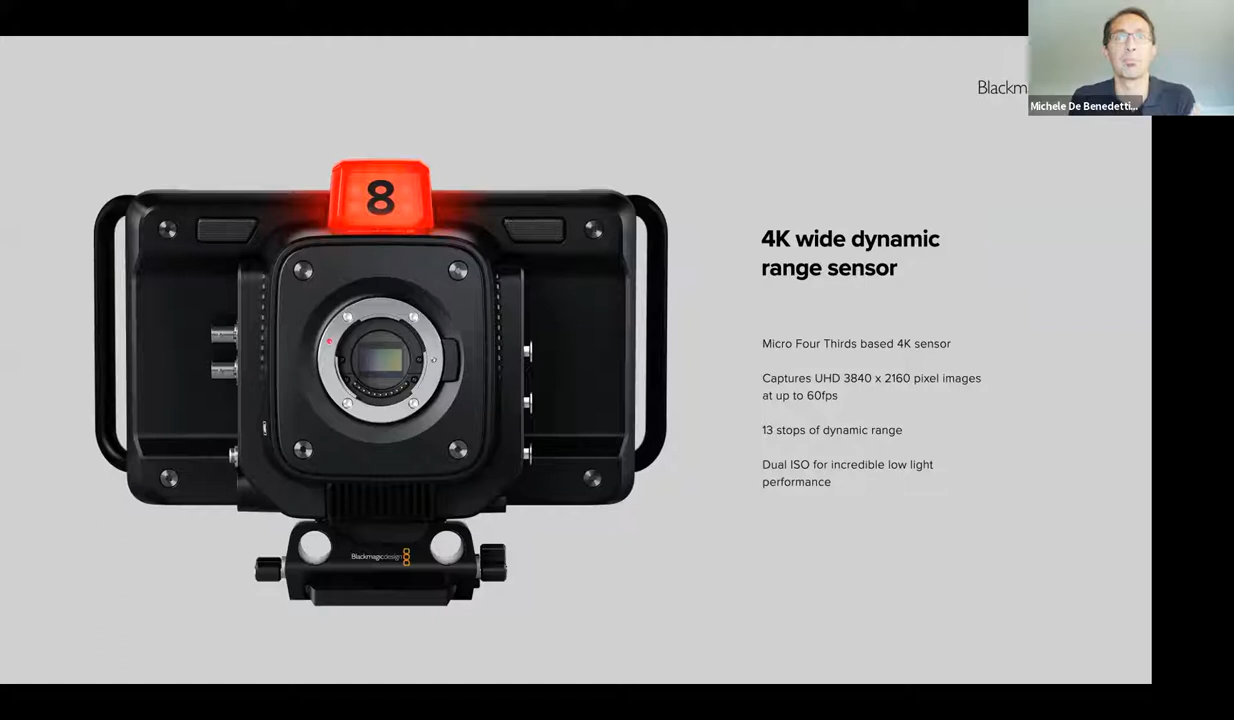 Blackm
Michele De Benedetti...
8
4K wide dynamic
range sensor
Micro Four Thirds based 4K sensor
Captures UHD 3840 x 2160 pixel images
at up to 60fps
13 stops of dynamic range
Dual ISO for incredible low light
performance
Blackmagicdesign